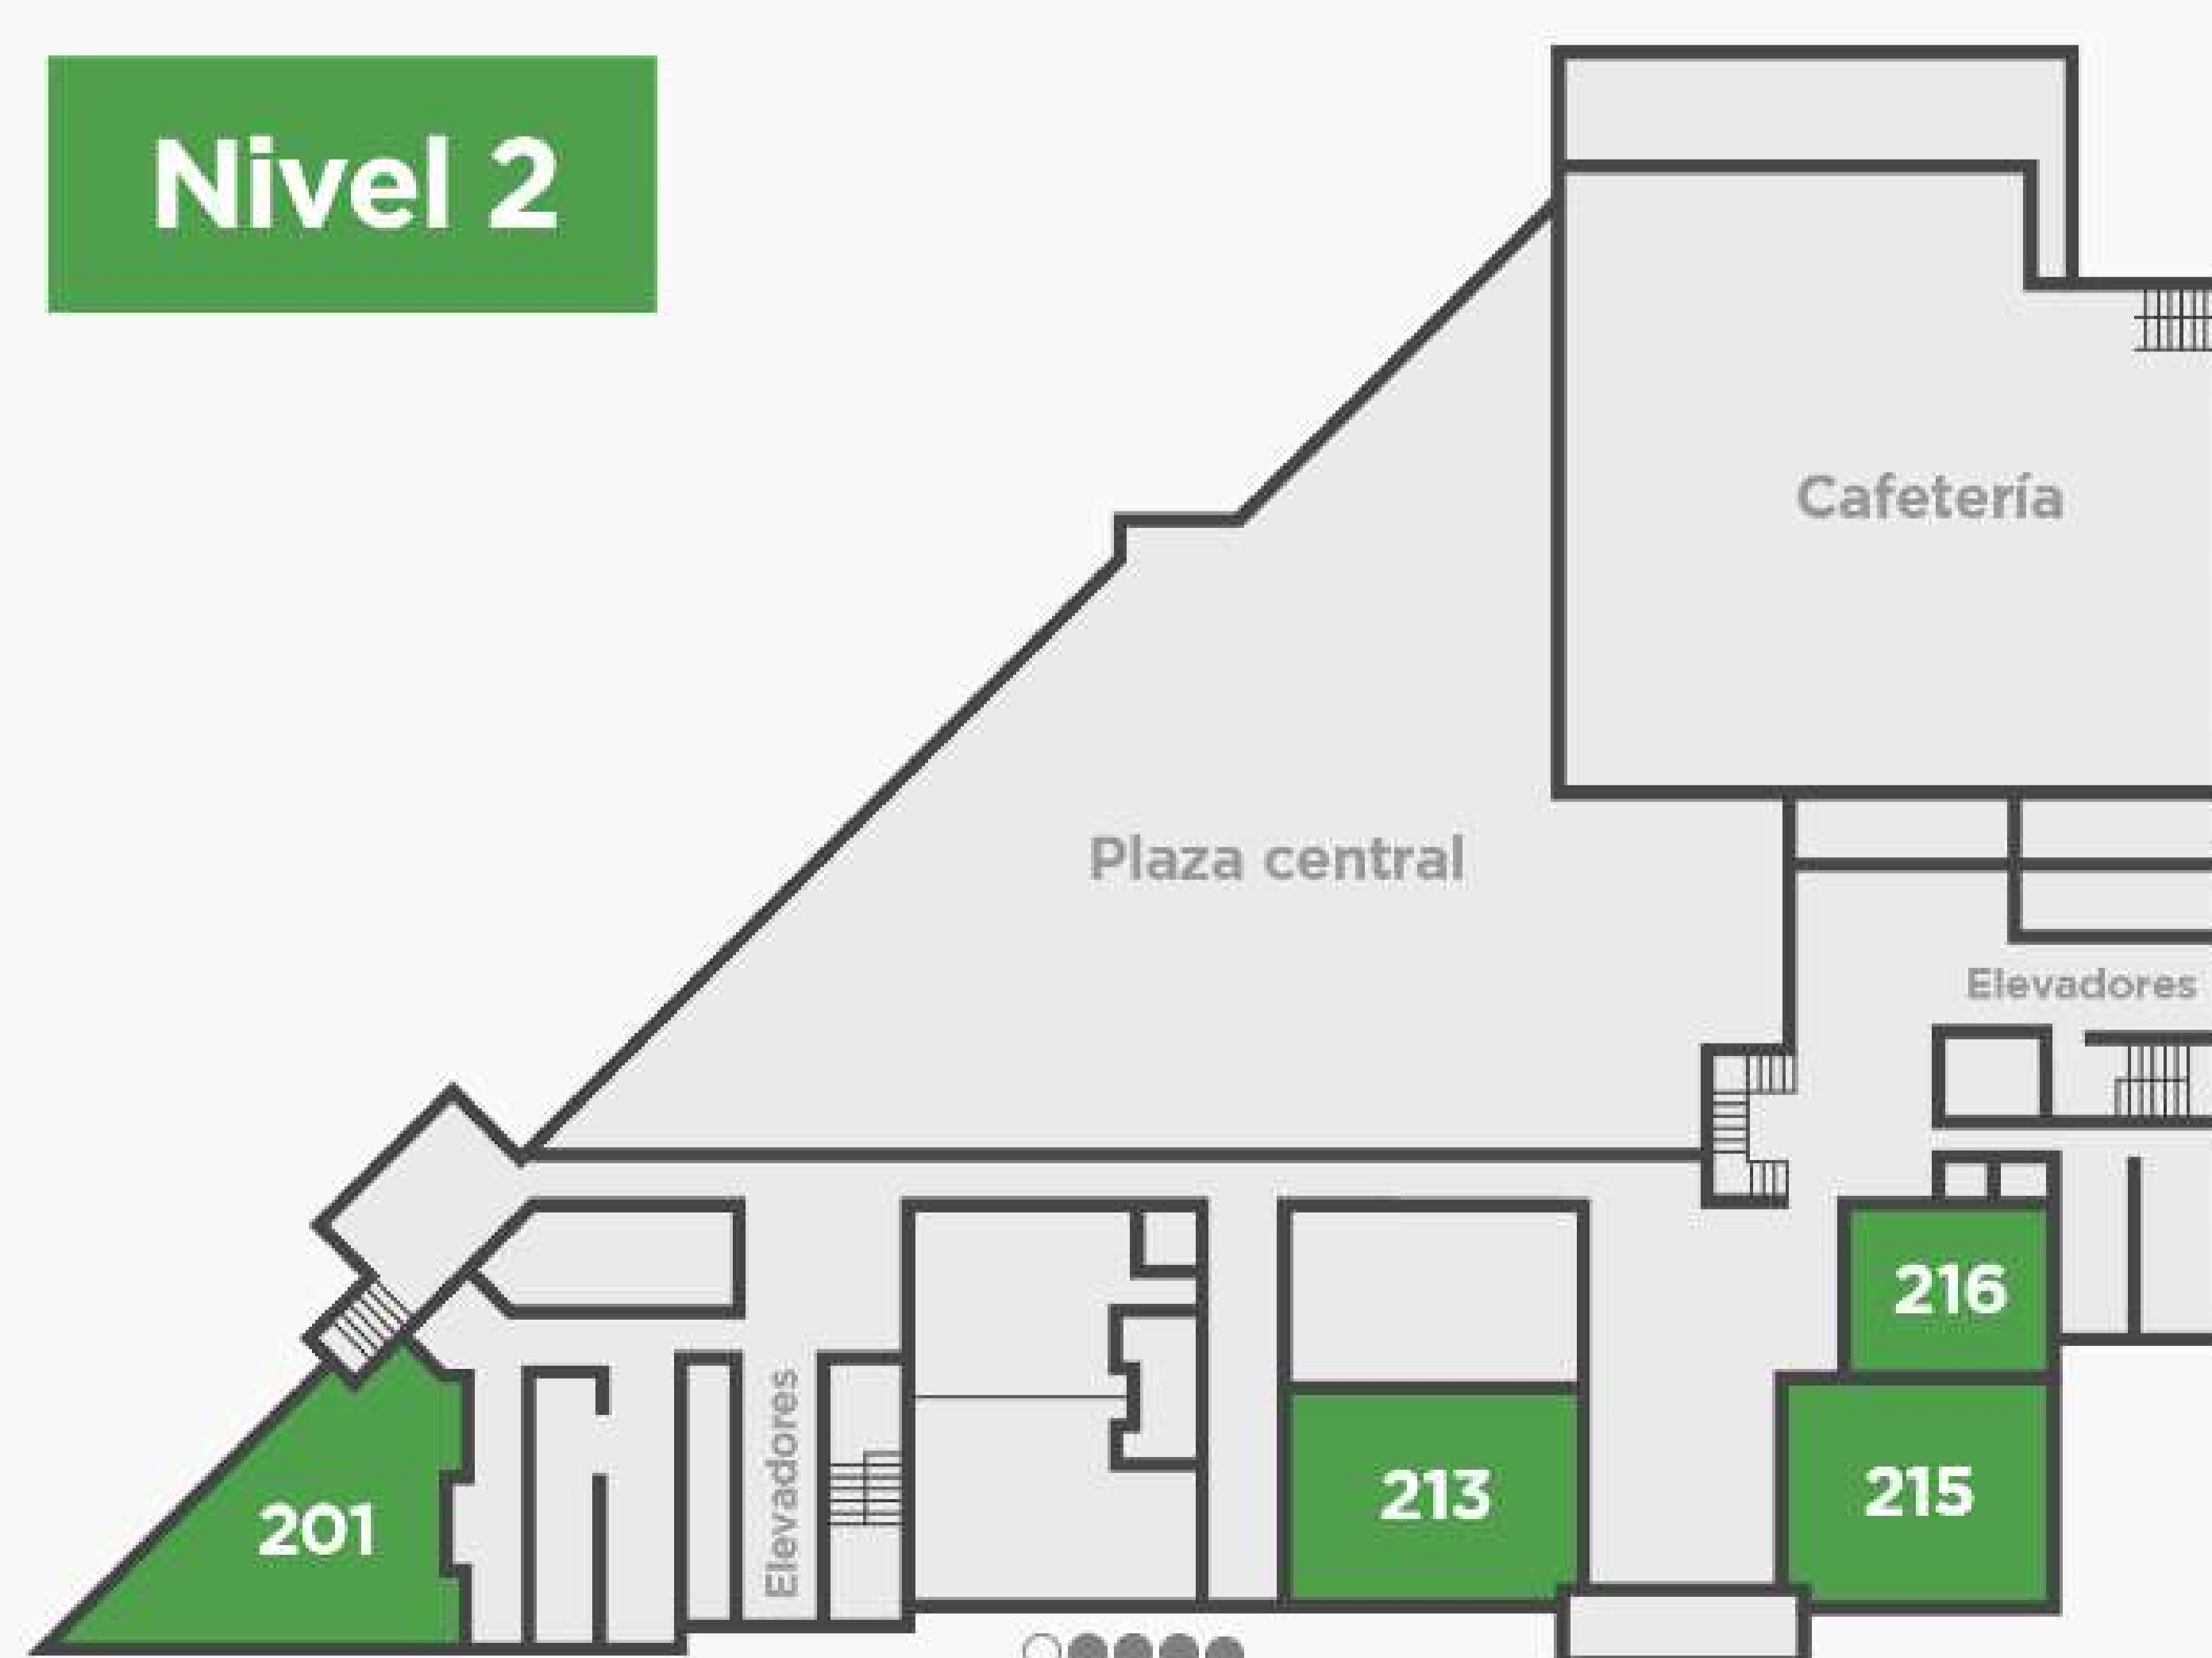 Nivel 2
Cafetería
Plaza central
Elevadores
216
201
Elevadores
213
215